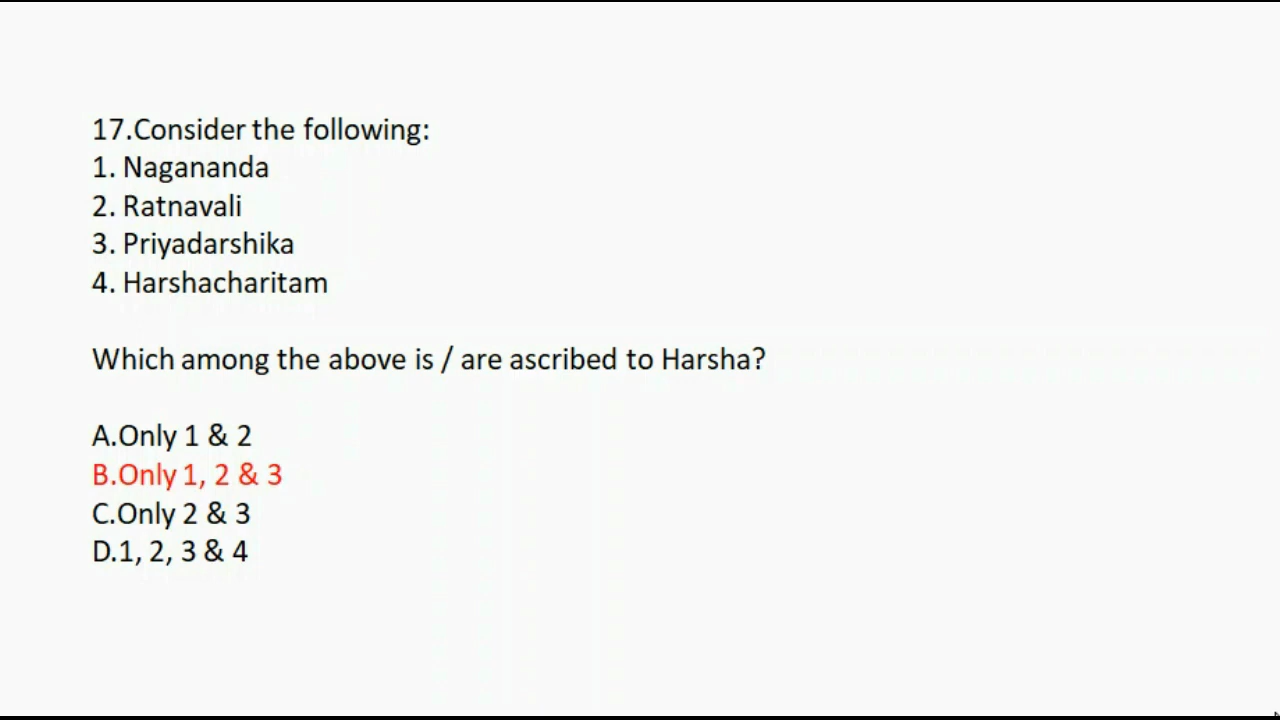 17.Consider the following:
1. Nagananda
2. Ratnavali
3. Priyadarshika
4. Harshacharitam
Which among the above is / are ascribed to Harsha?
A.Only 1 & 2
B.Only 1, 2 & 3
C.Only 2 & 3
D.1, 2, 3 & 4